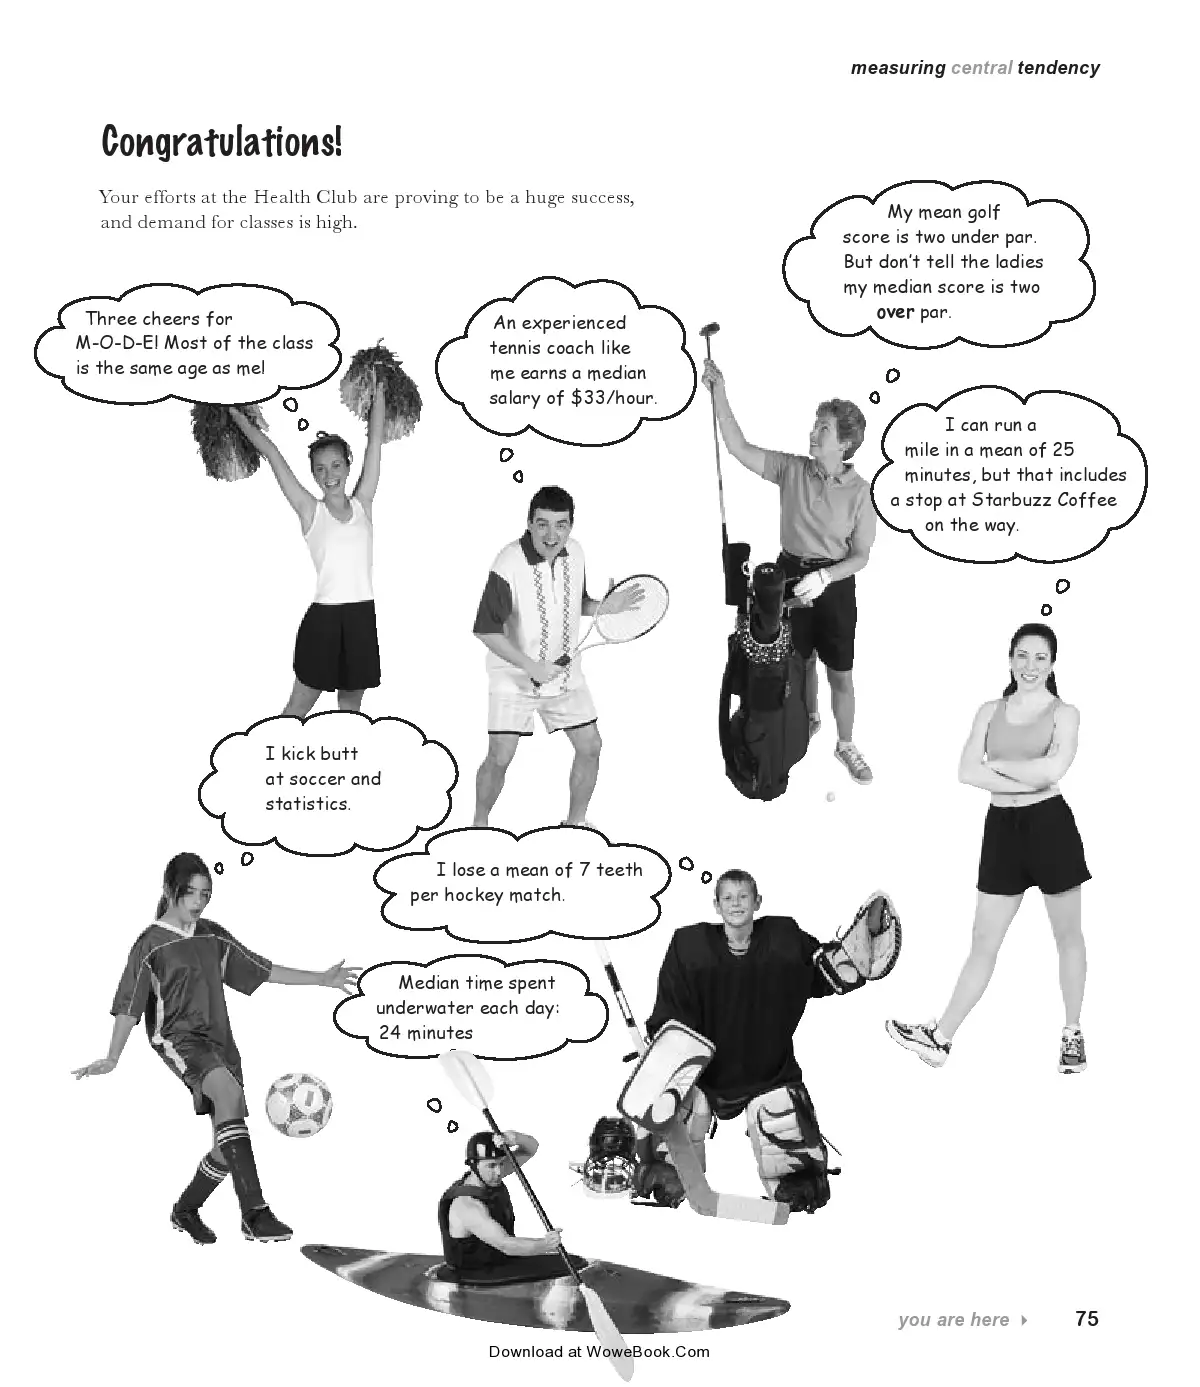 measuring central tendency
Congratulations!
Your efforts at the Health Club are proving to be a huge success,
and demand for classes is high.
My mean golf
score is two under par.
But don't tell the ladies
my median score is two
over par.
Three cheers for
M-O-D-E! Most of the class
is the same age as me!
An experienced
tennis coach like
me earns a median
salary of $33/hour.
I can run a
mile in a mean of 25
minutes, but that includes
a stop at Starbuzz Coffee
on the way.
I kick butt
at soccer and
statistics.
I lose a mean of 7 teeth
per hockey match.
Median time spent
underwater each day:
24 minutes
you are here
75
Download at WoweBook.Com